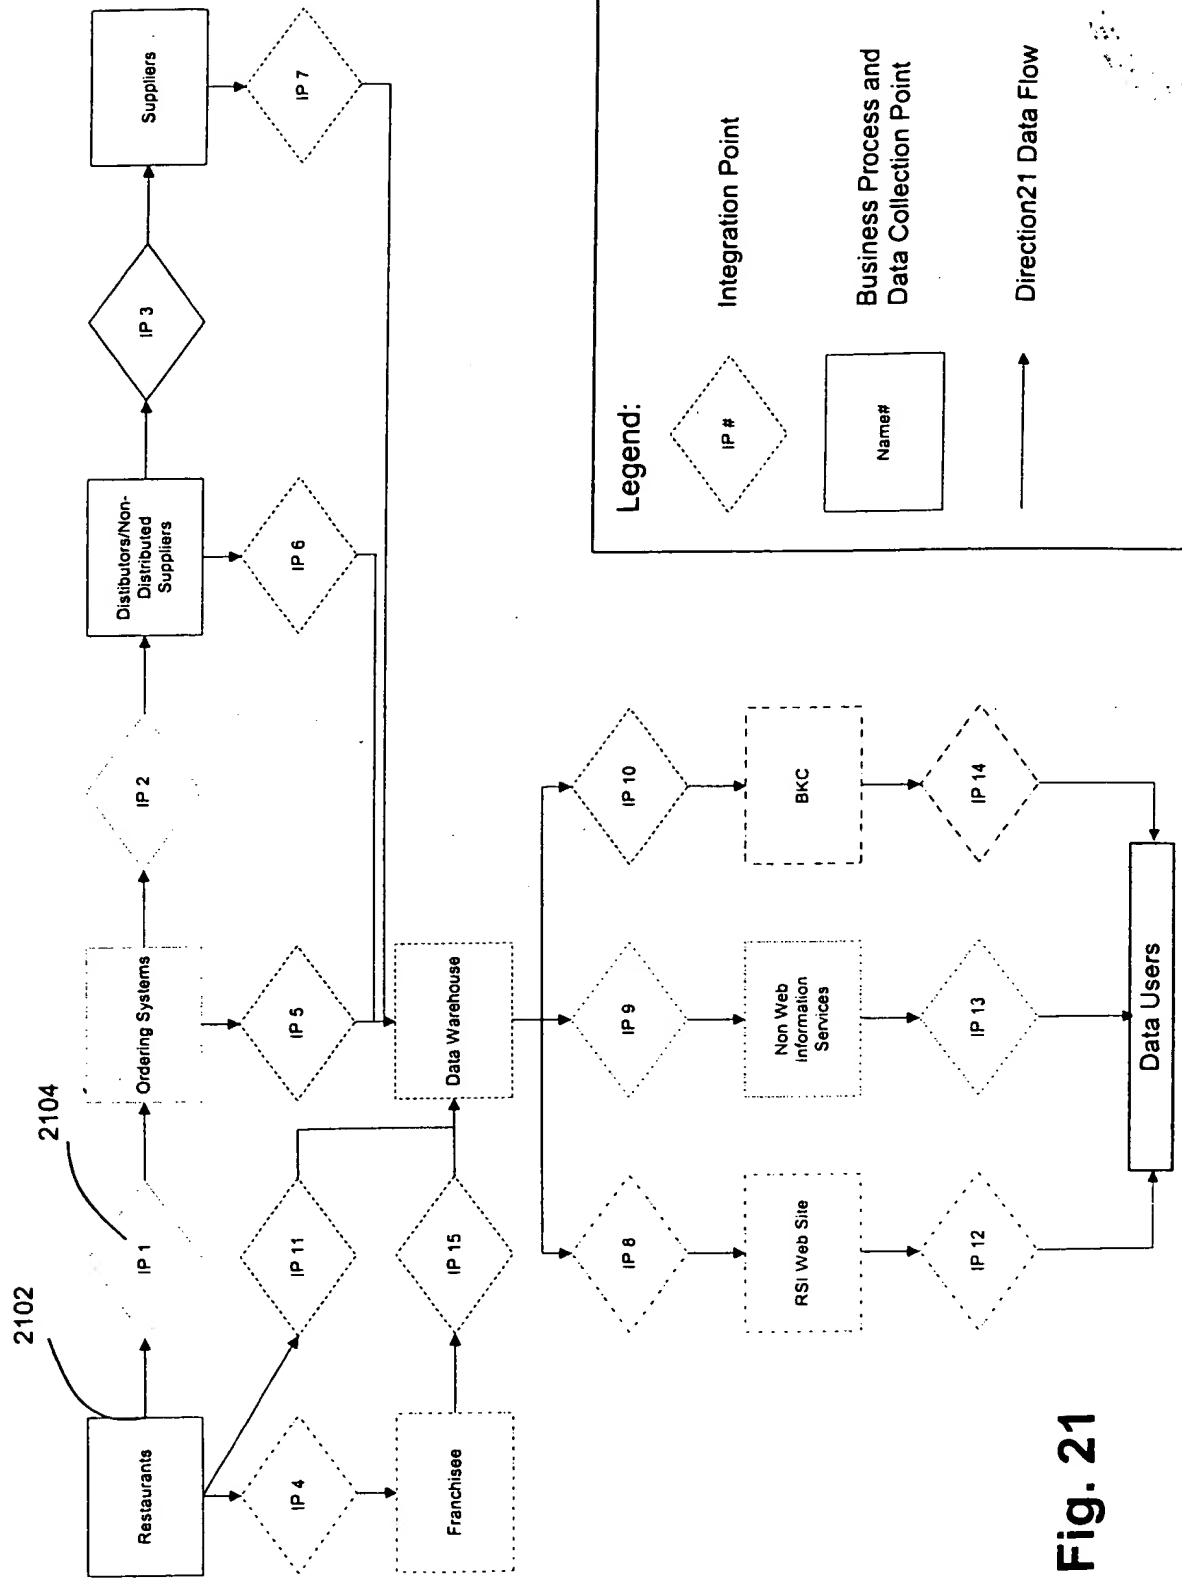 2102
2104
Restaurants
IP 1
Ordering Systems
IP 2
Distibutors/Non-
Distributed
Suppliers
IP 3
Suppliers
IP 4
IP 11
IP 5
IP 6
IP 7
Franchisee
IP 15
Data Warehouse
IP 8
IP 9
IP 10
RSI Web Site
Non Web
Information
Services
BKC
IP 12
IP 13
IP 14
Data Users
Legend:
IP #
Integration Point
Name#
Business Process and
Data Collection Point
Direction21 Data Flow
Fig. 21